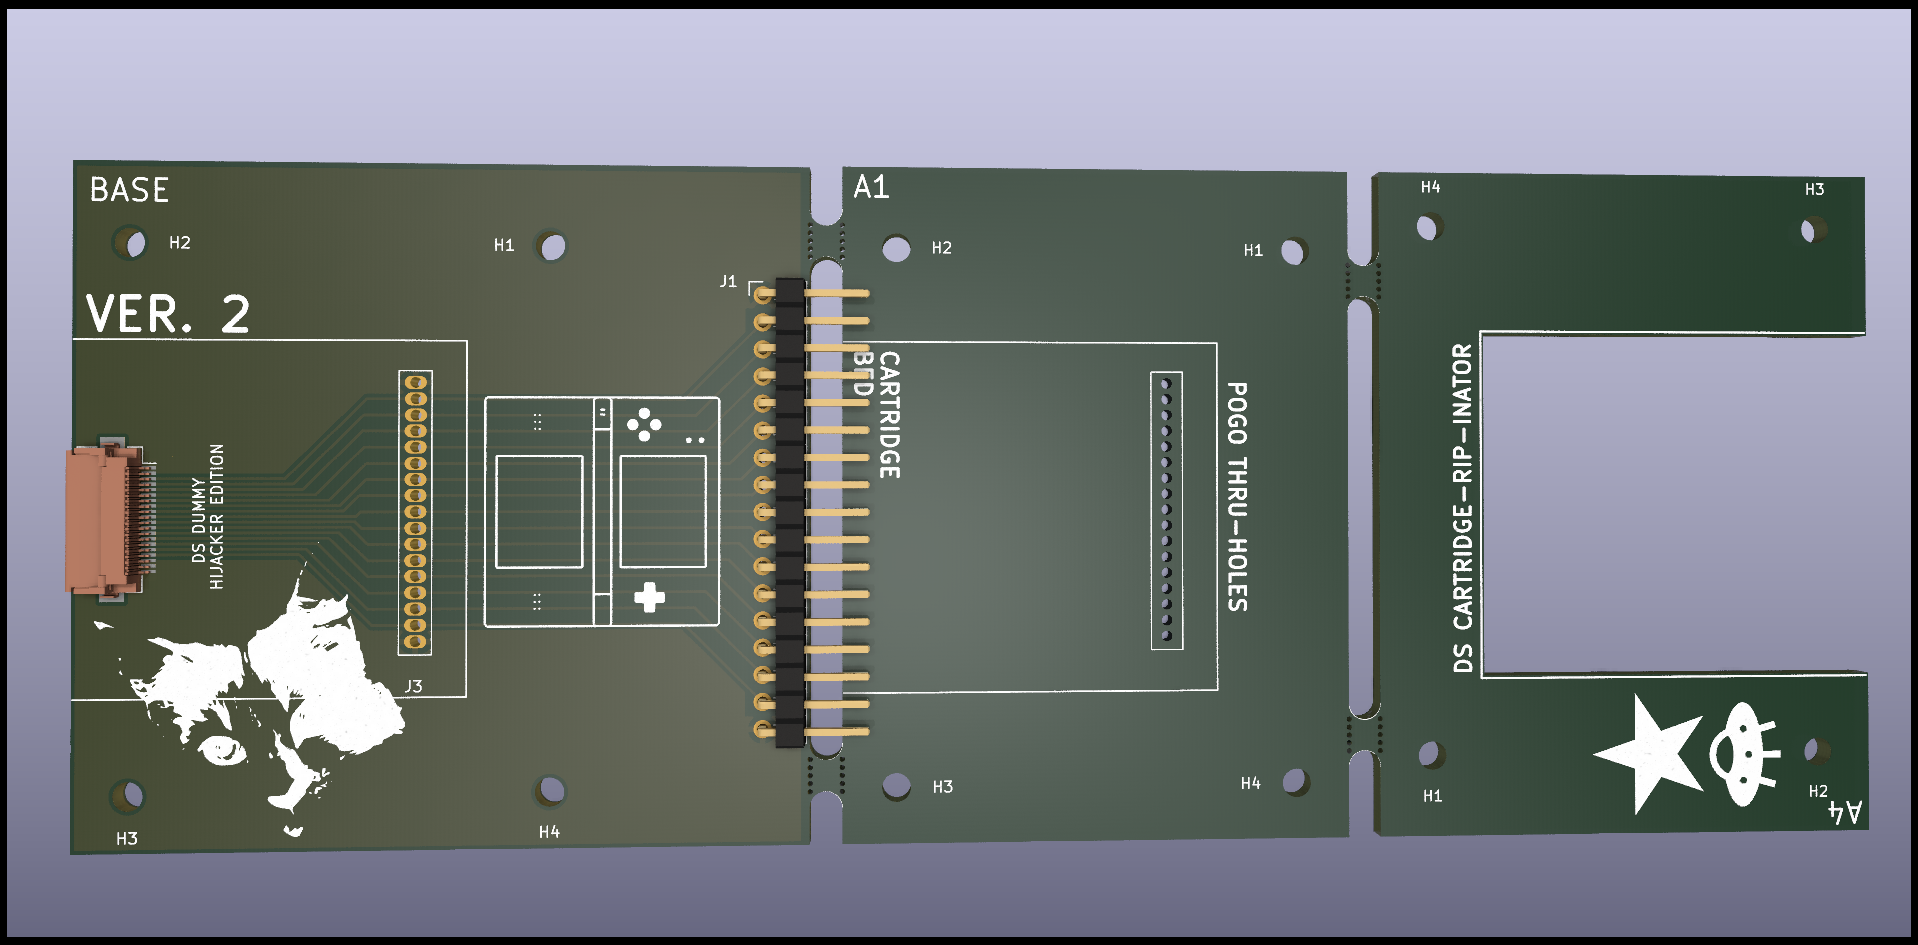 BASE
H2
H1
VER. 2
J1
DS DUMMY
HIJACKER EDITION
J3
H3
H4
A1
H2
H1
CARTRIDGE
BED
POGO THRU-HOLES
H3
H4
H4
H3
DS CARTRIDGE-RIP-INATOR
H1
H2
A4